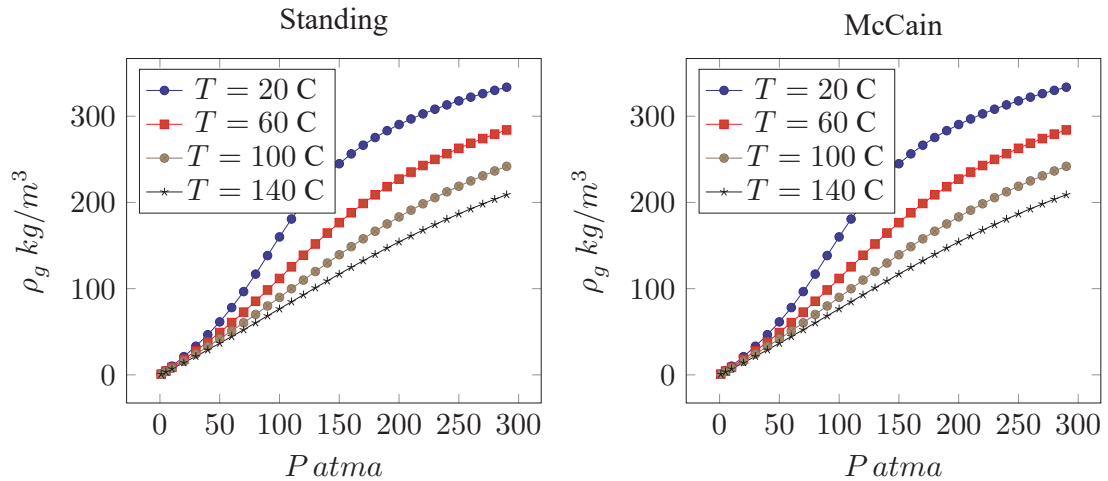 Standing
300
200
100
0
ρg kg/m³
T = 20 C
T = 60 C
T = 100 C
T = 140 C
0 50 100 150 200 250 300
P atma
McCain
300
200
100
0
ρg kg/m³
T = 20 C
T = 60 C
T = 100 C
T = 140 C
0 50 100 150 200 250 300
P atma